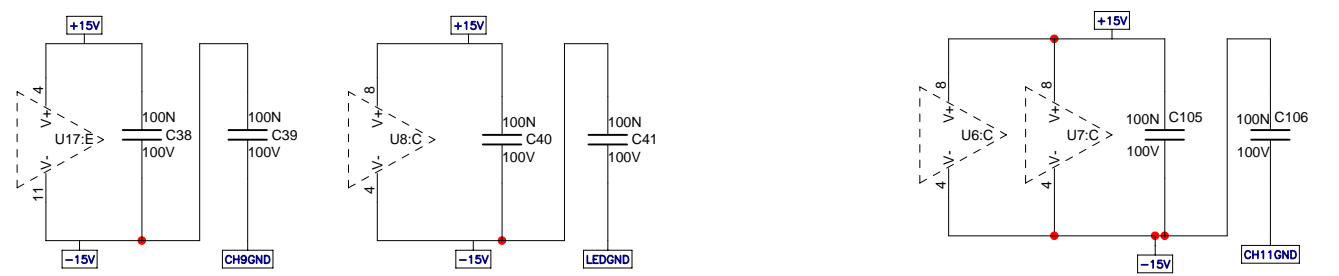 +15V
4
V+
U17:E
V-
11
-15V
100N
C38
100V
100N
C39
100V
CH9GND
+15V
8
V+
U8:C
V-
4
-15V
100N
C40
100V
100N
C41
100V
LEDGND
+15V
8
V+
U6:C
V-
4
8
V+
U7:C
V-
4
100N
C105
100V
-15V
100N
C106
100V
CH11GND